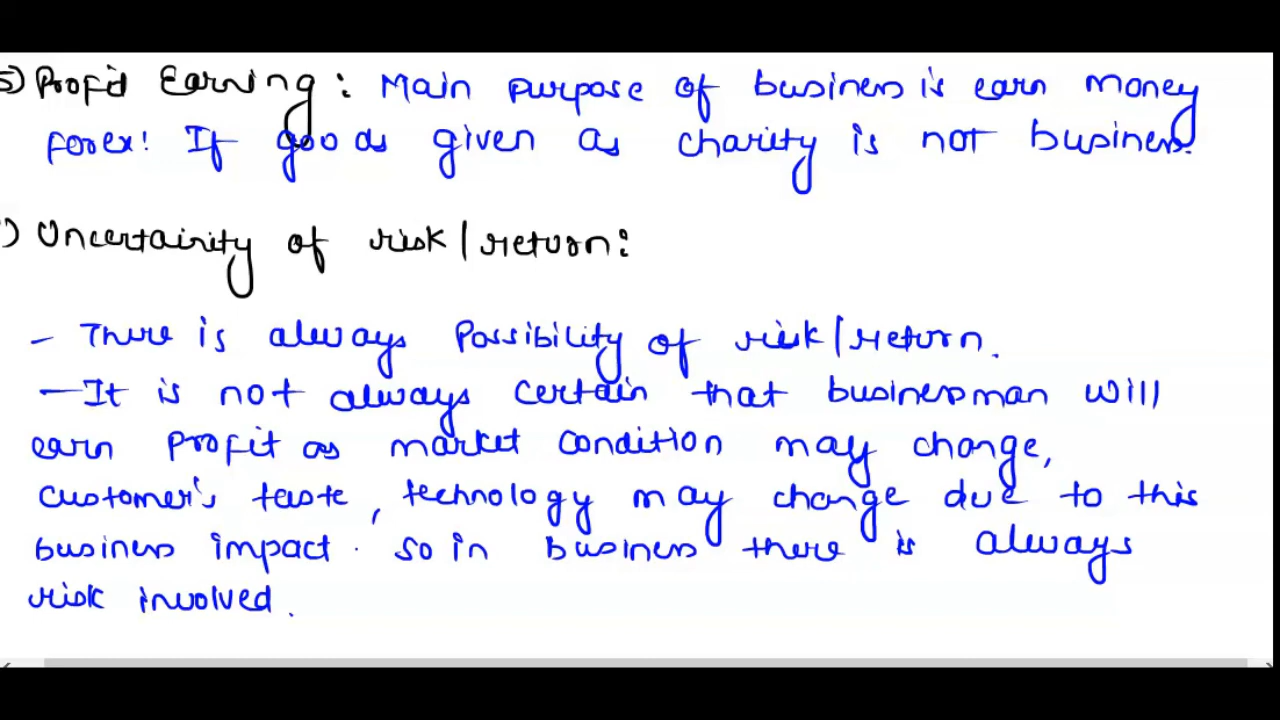 5) Profit Earning: Main purpose of business is earn money
forex! If goods given as charity is not business.
) Uncertainity of risk/return:
- There is always possibility of risk/return.
- It is not always certain that businessman will
earn profit as market condition may change,
customer's taste, technology may change due to this
business impact. So in business there is always
risk involved.